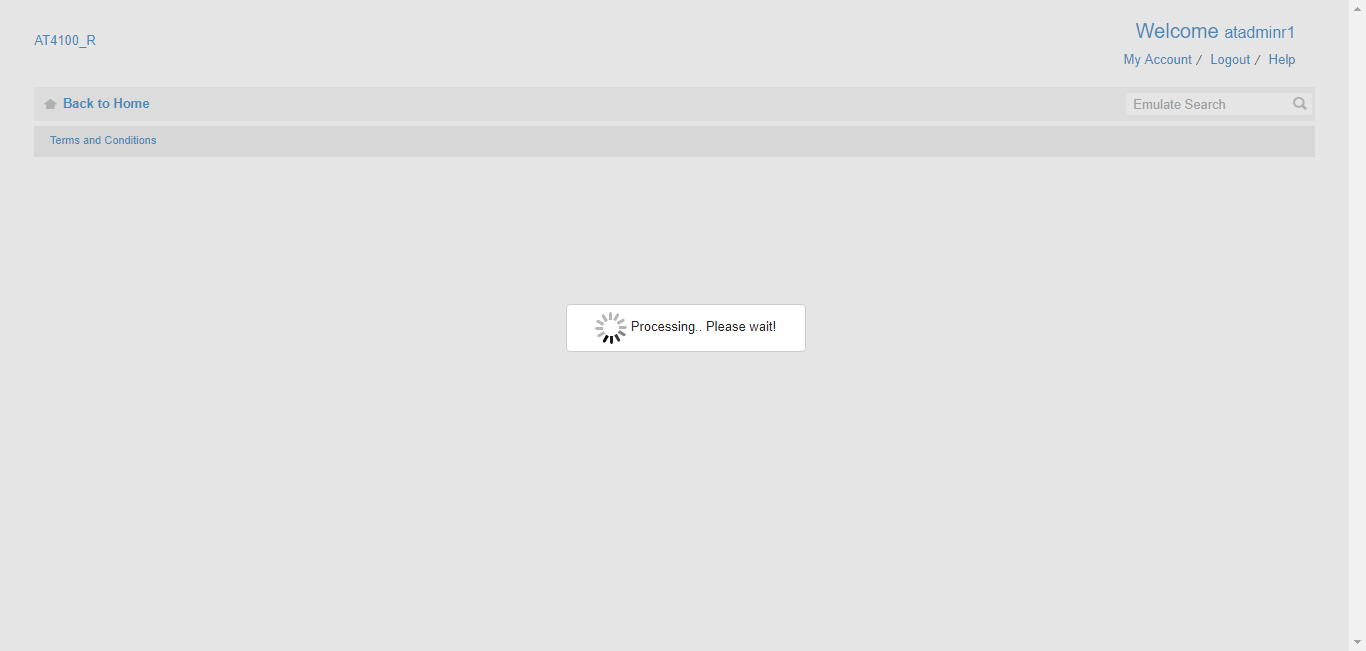 AT4100_R
Welcome atadminr1
My Account / Logout / Help
Back to Home
Emulate Search
Terms and Conditions
Processing.. Please wait!